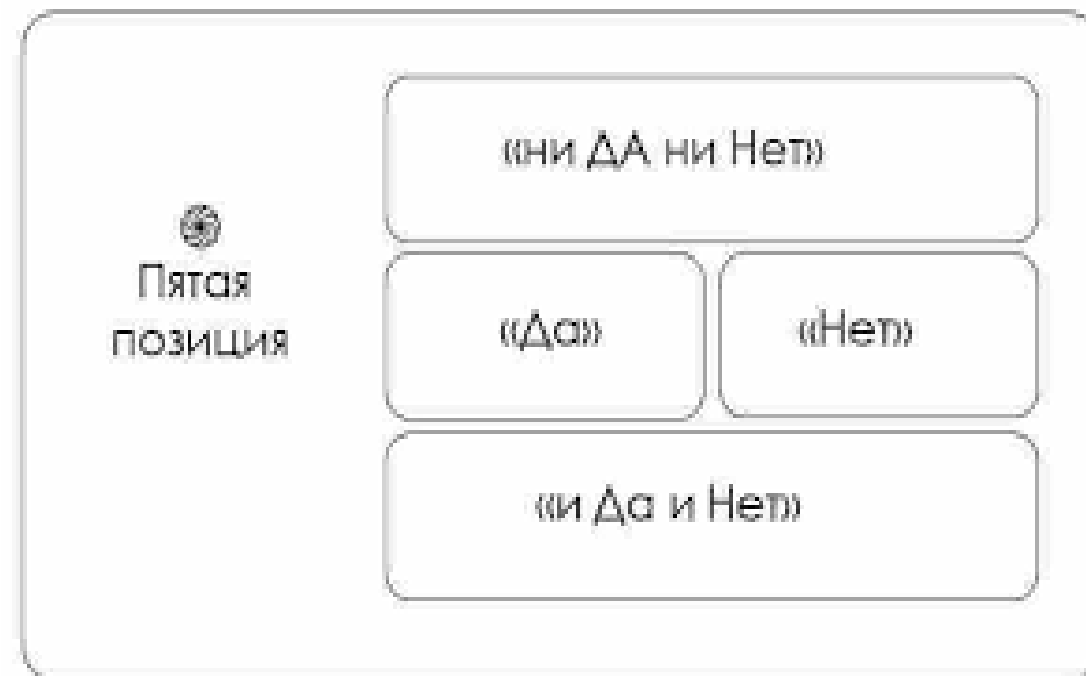 «ни ДА ни Нет»
Пятая
позиция
«Да»
«Нет»
«и Да и Нет»